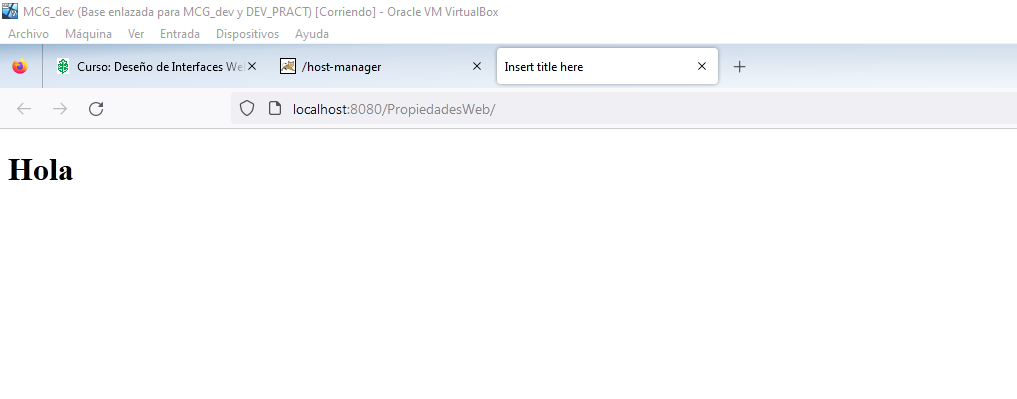 MCG_dev (Base enlazada para MCG_dev y DEV_PRACT) [Corriendo] - Oracle VM VirtualBox
Archivo Máquina Ver Entrada Dispositivos Ayuda
Curso: Deseño de Interfaces We
/host-manager
Insert title here
localhost:8080/PropiedadesWeb/
Hola